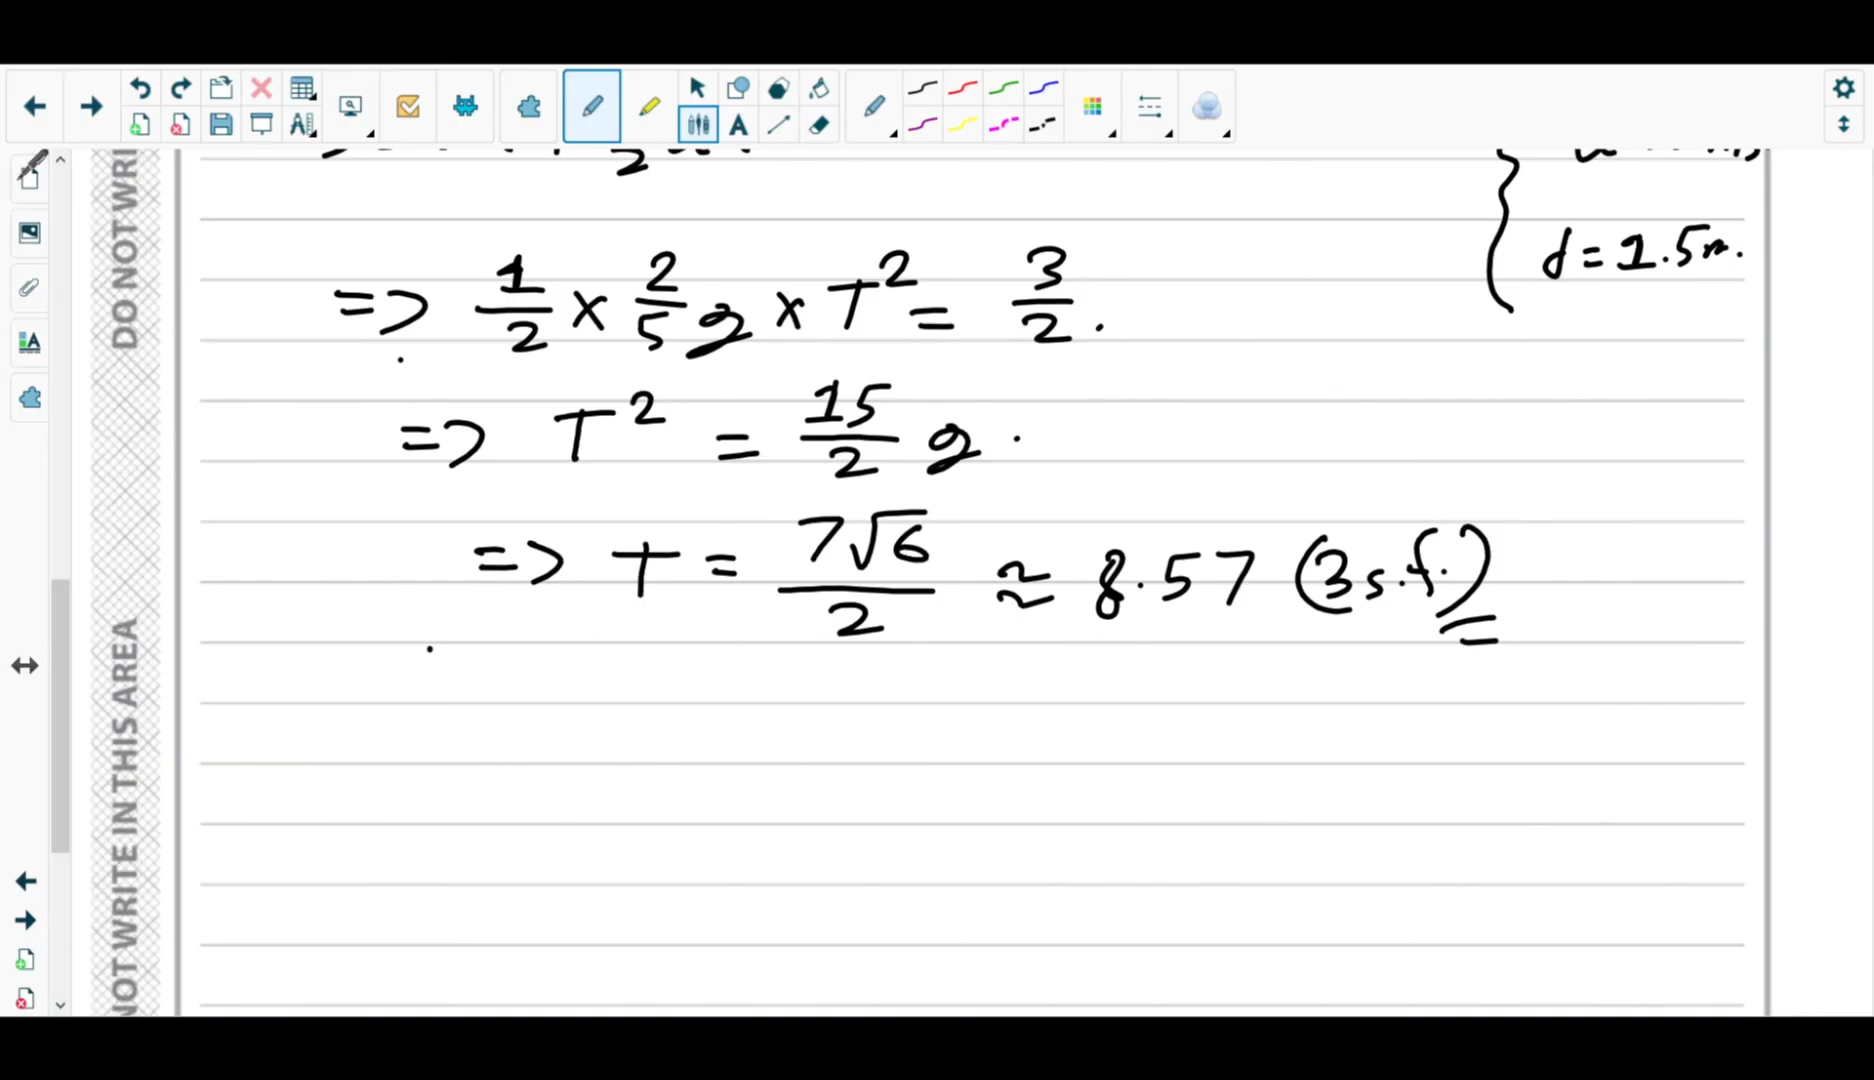 d = 1.5m.
=> 1/2 × 2/5 g × T² = 3/2.
=> T² = 15/2 g.
=> T = 7√6/2 ≈ 8.57 (3 s.f.)
DO NOT WRI
NOT WRITE IN THIS AREA